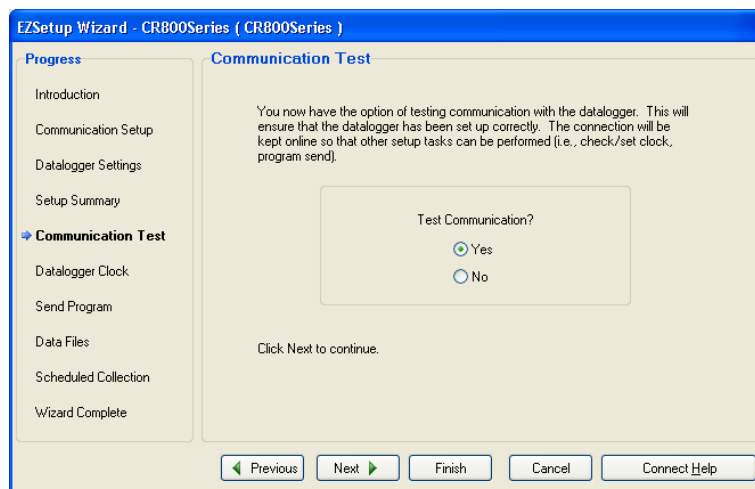 EZSetup Wizard - CR800Series ( CR800Series )
Progress
Introduction
Communication Setup
Datalogger Settings
Setup Summary
Communication Test
Datalogger Clock
Send Program
Data Files
Scheduled Collection
Wizard Complete
Communication Test
You now have the option of testing communication with the datalogger. This will
ensure that the datalogger has been set up correctly. The connection will be
kept online so that other setup tasks can be performed (i.e., check/set clock,
program send).
Test Communication?
Yes
No
Click Next to continue.
Previous
Next
Finish
Cancel
Connect Help